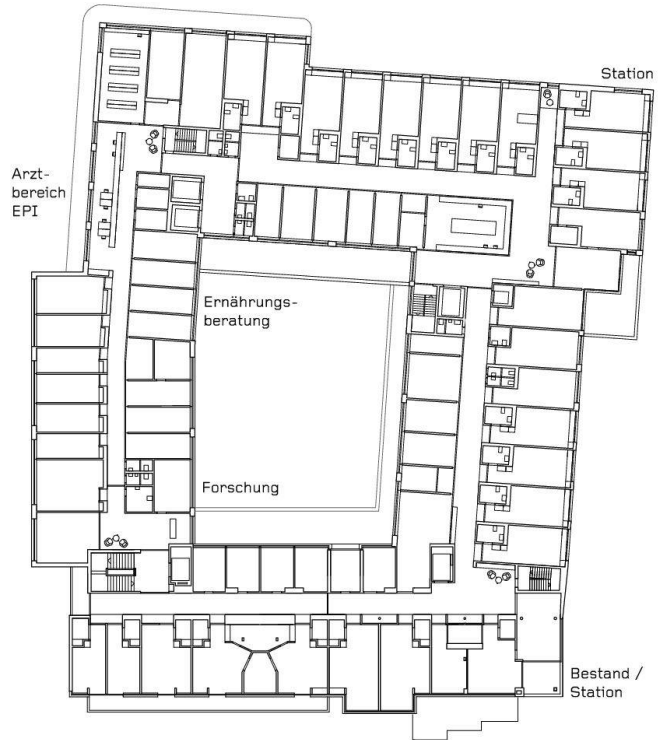 Station
Arzt-
bereich
EPI
Ernährungs-
beratung
Forschung
Bestand /
Station